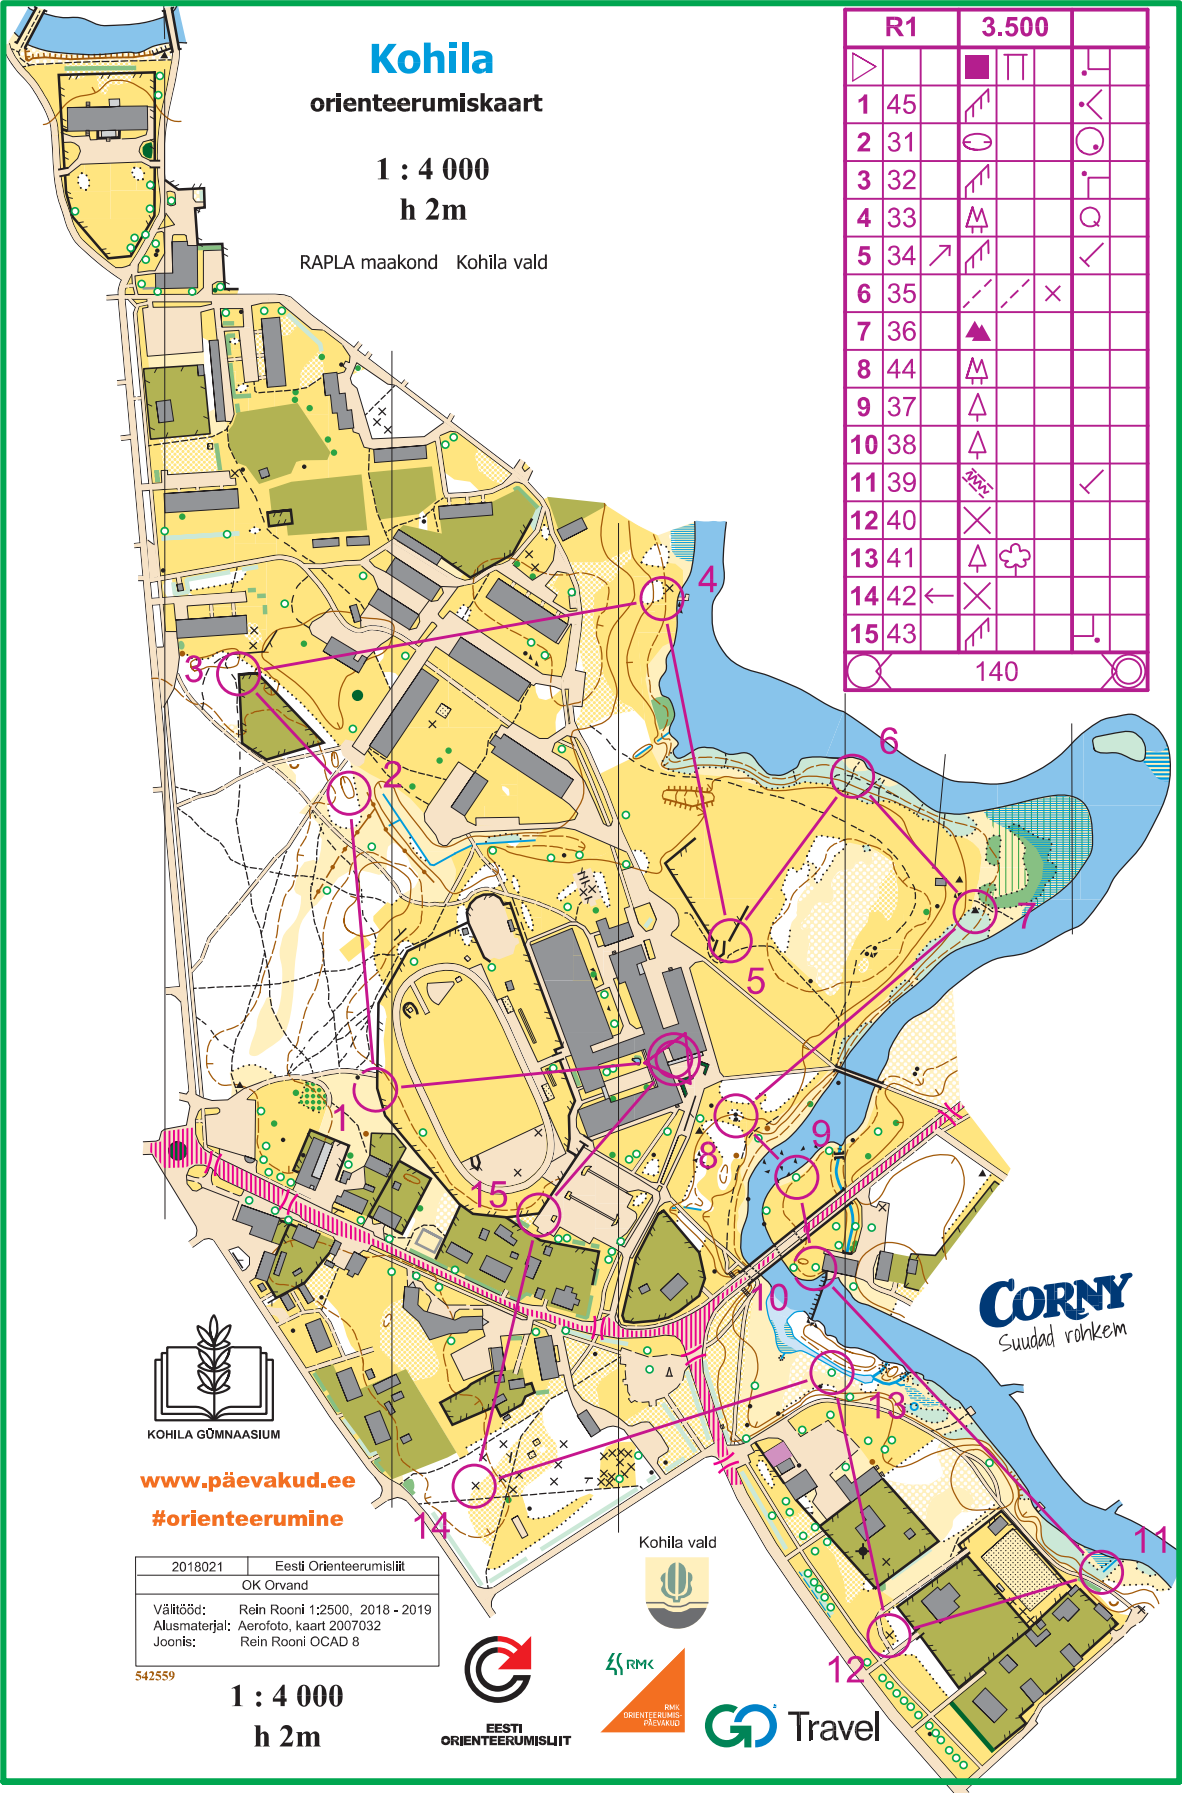 Kohila
orienteerumiskaart
1 : 4 000
h 2m
RAPLA maakond Kohila vald
R1 3.500
1 45
2 31
3 32
4 33
5 34
6 35
7 36
8 44
9 37
10 38
11 39
12 40
13 41
14 42
15 43
140
4
3
6
2
7
5
1
9
8
15
10
13
14
11
12
CORNY
Suudad rohkem
KOHILA GÜMNAASIUM
www.päevakud.ee
#orienteerumine
Kohila vald
2018021 Eesti Orienteerumisliit
OK Orvand
Välitööd: Rein Rooni 1:2500, 2018 - 2019
Alusmaterjal: Aerofoto, kaart 2007032
Joonis: Rein Rooni OCAD 8
542559
1 : 4 000
h 2m
EESTI
ORIENTEERUMISLIIT
RMK
RMK
ORIENTEERUMIS-
PÄEVAKUD
GO Travel